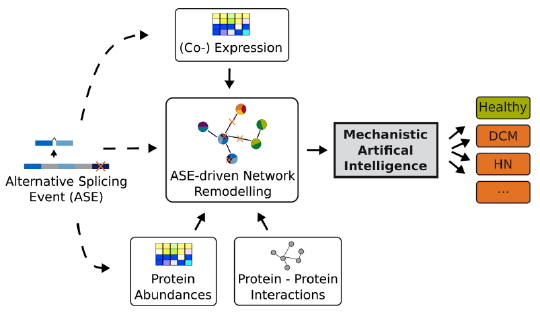 (Co-) Expression
Alternative Splicing
Event (ASE)
ASE-driven Network
Remodelling
Mechanistic
Artifical
Intelligence
Healthy
DCM
HN
...
Protein
Abundances
Protein - Protein
Interactions